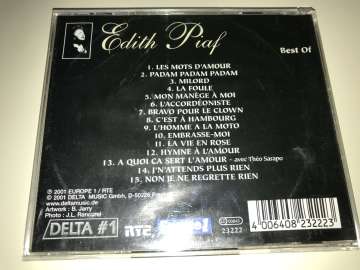 Edith Piaf
Best Of
1. LES MOTS D'AMOUR
2. PADAM PADAM PADAM
3. MILORD
4. LA FOULE
5. MON MANÈGE À MOI
6. L'ACCORDÉONISTE
7. BRAVO POUR LE CLOWN
8. C'EST À HAMBOURG
9. L'HOMME A LA MOTO
10. EMBRASSE-MOI
11. LA VIE EN ROSE
12. HYMNE À L'AMOUR
13. A QUOI CA SERT L'AMOUR - avec Théo Sarapo
14. J'N'ATTENDS PLUS RIEN
15. NON JE NE REGRETTE RIEN
℗ 2001 EUROPE 1 / RTE
© 2001 DELTA MUSIC GmbH, D-50226
www.deltamusic.de
Artwork : B. Jarry
Photo : J.L. Rancurel
DELTA #1
RTE
23222
4 006408 232223